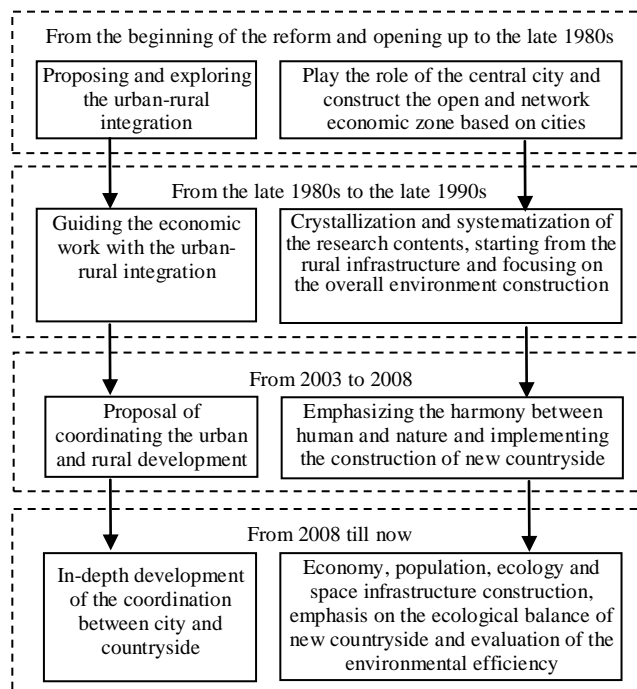 From the beginning of the reform and opening up to the late 1980s
Proposing and exploring
the urban-rural
integration
Play the role of the central city and
construct the open and network
economic zone based on cities
From the late 1980s to the late 1990s
Guiding the economic
work with the urban-
rural integration
Crystallization and systematization of
the research contents, starting from the
rural infrastructure and focusing on
the overall environment construction
From 2003 to 2008
Proposal of
coordinating the urban
and rural development
Emphasizing the harmony between
human and nature and implementing
the construction of new countryside
From 2008 till now
In-depth development
of the coordination
between city and
countryside
Economy, population, ecology and
space infrastructure construction,
emphasis on the ecological balance of
new countryside and evaluation of the
environmental efficiency